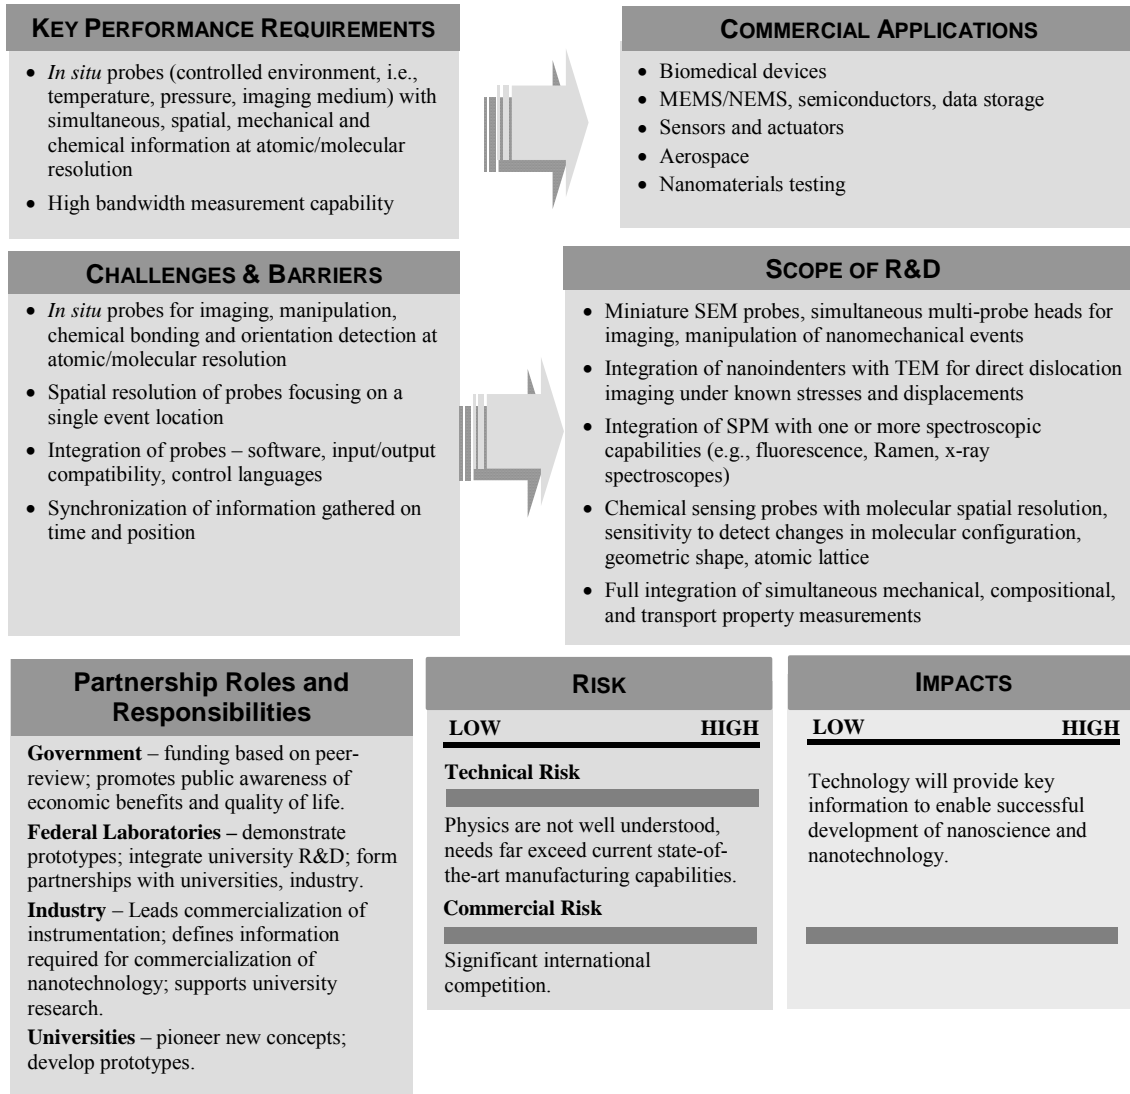 KEY PERFORMANCE REQUIREMENTS
• In situ probes (controlled environment, i.e.,
temperature, pressure, imaging medium) with
simultaneous, spatial, mechanical and
chemical information at atomic/molecular
resolution
• High bandwidth measurement capability
COMMERCIAL APPLICATIONS
• Biomedical devices
• MEMS/NEMS, semiconductors, data storage
• Sensors and actuators
• Aerospace
• Nanomaterials testing
CHALLENGES & BARRIERS
• In situ probes for imaging, manipulation,
chemical bonding and orientation detection at
atomic/molecular resolution
• Spatial resolution of probes focusing on a
single event location
• Integration of probes – software, input/output
compatibility, control languages
• Synchronization of information gathered on
time and position
SCOPE OF R&D
• Miniature SEM probes, simultaneous multi-probe heads for
imaging, manipulation of nanomechanical events
• Integration of nanoindenters with TEM for direct dislocation
imaging under known stresses and displacements
• Integration of SPM with one or more spectroscopic
capabilities (e.g., fluorescence, Ramen, x-ray
spectroscopes)
• Chemical sensing probes with molecular spatial resolution,
sensitivity to detect changes in molecular configuration,
geometric shape, atomic lattice
• Full integration of simultaneous mechanical, compositional,
and transport property measurements
Partnership Roles and
Responsibilities
Government – funding based on peer-
review; promotes public awareness of
economic benefits and quality of life.
Federal Laboratories – demonstrate
prototypes; integrate university R&D; form
partnerships with universities, industry.
Industry – Leads commercialization of
instrumentation; defines information
required for commercialization of
nanotechnology; supports university
research.
Universities – pioneer new concepts;
develop prototypes.
RISK
LOW HIGH
Technical Risk
Physics are not well understood,
needs far exceed current state-of-
the-art manufacturing capabilities.
Commercial Risk
Significant international
competition.
IMPACTS
LOW HIGH
Technology will provide key
information to enable successful
development of nanoscience and
nanotechnology.